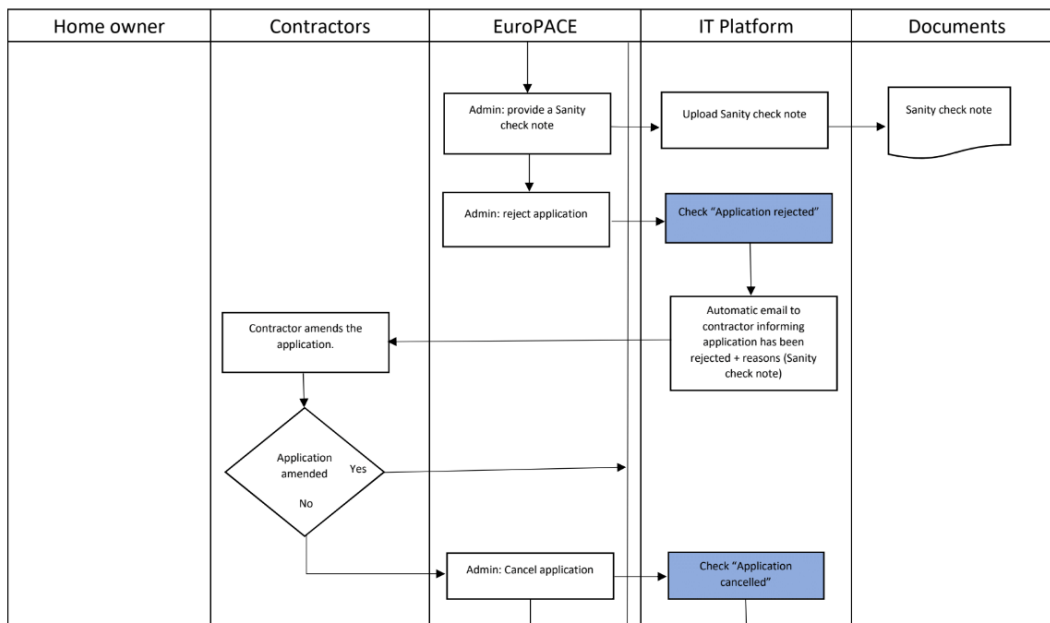 Home owner
Contractors
EuroPACE
IT Platform
Documents
Admin: provide a Sanity
check note
Upload Sanity check note
Sanity check note
Admin: reject application
Check “Application rejected”
Automatic email to
contractor informing
application has been
rejected + reasons (Sanity
check note)
Contractor amends the
application.
Application
amended
Yes
No
Admin: Cancel application
Check “Application
cancelled”